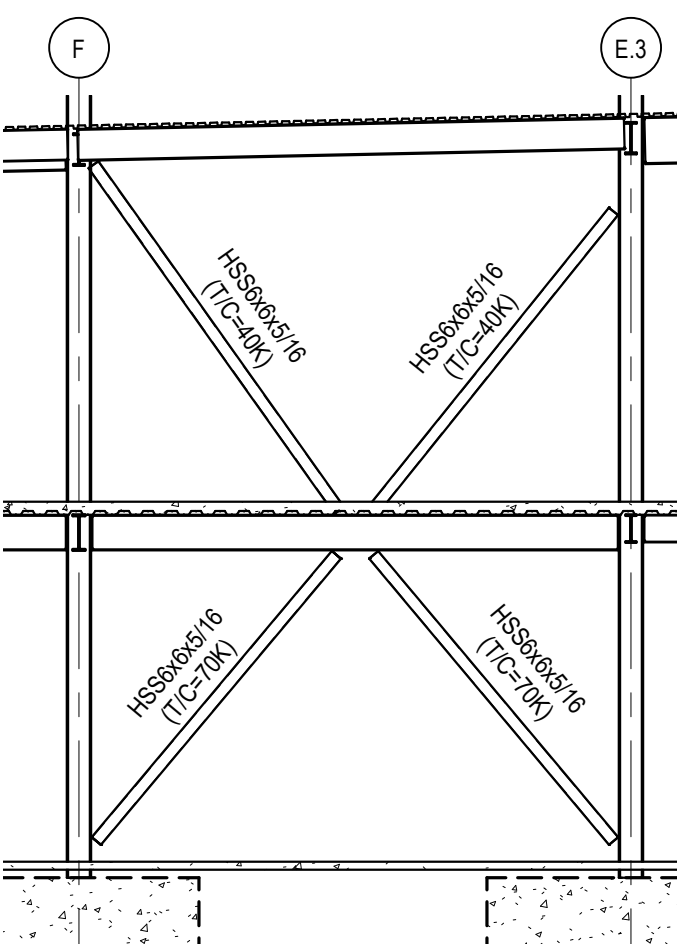 F
E.3
HSS6x6x5/16
(T/C=40K)
HSS6x6x5/16
(T/C=40K)
HSS6x6x5/16
(T/C=70K)
HSS6x6x5/16
(T/C=70K)